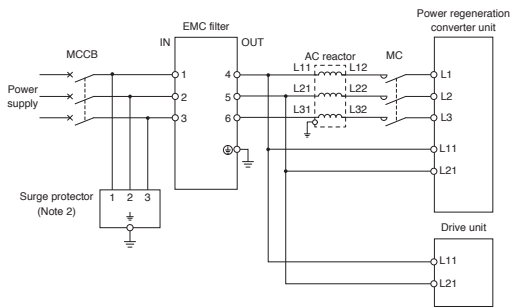 Power regeneration
converter unit
EMC filter
MCCB
IN
OUT
AC reactor
MC
L11
L12
1
4
L1
Power
supply
L21
L22
2
5
L2
L31
L32
3
6
L3
L11
L21
Surge protector
(Note 2)
1 2 3
Drive unit
L11
L21